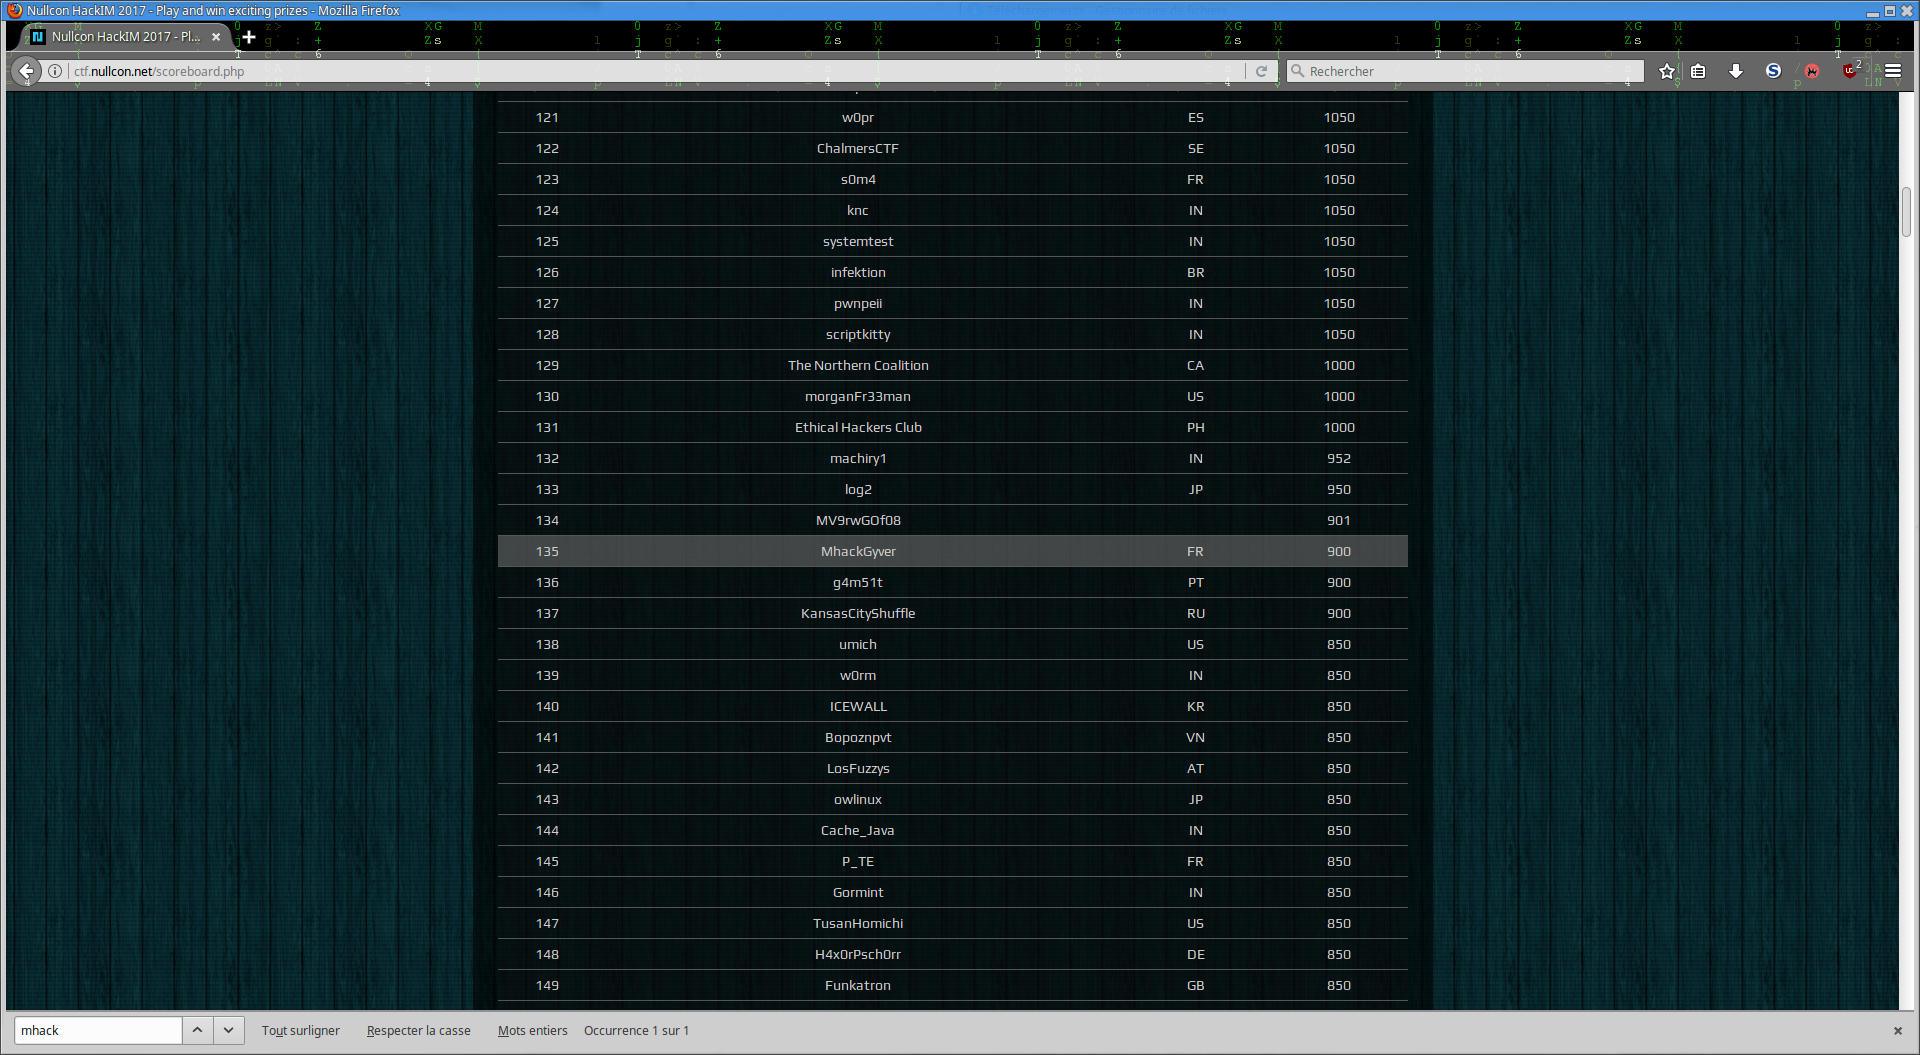 Nullcon HackIM 2017 - Play and win exciting prizes - Mozilla Firefox
Nullcon HackIM 2017 - Pl...
ctf.nullcon.net/scoreboard.php
Rechercher
2
121 w0pr ES 1050
122 ChalmersCTF SE 1050
123 s0m4 FR 1050
124 knc IN 1050
125 systemtest IN 1050
126 infektion BR 1050
127 pwnpeii IN 1050
128 scriptkitty IN 1050
129 The Northern Coalition CA 1000
130 morganFr33man US 1000
131 Ethical Hackers Club PH 1000
132 machiry1 IN 952
133 log2 JP 950
134 MV9rwGOf08 901
135 MhackGyver FR 900
136 g4m51t PT 900
137 KansasCityShuffle RU 900
138 umich US 850
139 w0rm IN 850
140 ICEWALL KR 850
141 Bopoznpvt VN 850
142 LosFuzzys AT 850
143 owlinux JP 850
144 Cache_Java IN 850
145 P_TE FR 850
146 Gormint IN 850
147 TusanHomichi US 850
148 H4x0rPsch0rr DE 850
149 Funkatron GB 850
mhack Tout surligner Respecter la casse Mots entiers Occurrence 1 sur 1